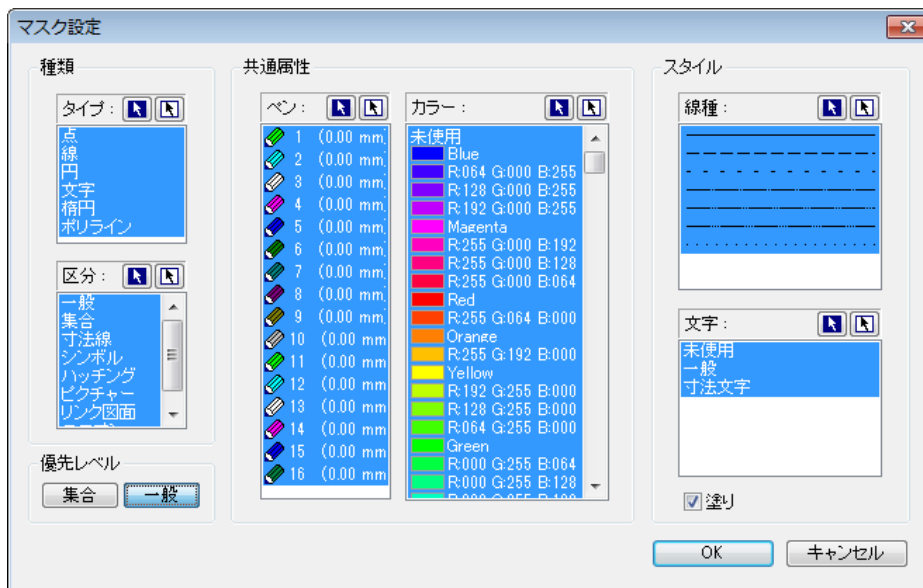 マスク設定
種類
タイプ：
点
線
円
文字
楕円
ポリライン
区分：
一般
集合
寸法線
シンボル
ハッチング
ピクチャー
リンク図面
優先レベル
集合 一般
共通属性
ペン：
1 (0.00 mm)
2 (0.00 mm)
3 (0.00 mm)
4 (0.00 mm)
5 (0.00 mm)
6 (0.00 mm)
7 (0.00 mm)
8 (0.00 mm)
9 (0.00 mm)
10 (0.00 mm
11 (0.00 mm
12 (0.00 mm
13 (0.00 mm
14 (0.00 mm
15 (0.00 mm
16 (0.00 mm
カラー：
未使用
Blue
R:064 G:000 B:255
R:128 G:000 B:255
R:192 G:000 B:255
Magenta
R:255 G:000 B:192
R:255 G:000 B:128
R:255 G:000 B:064
Red
R:255 G:064 B:000
Orange
R:255 G:192 B:000
Yellow
R:192 G:255 B:000
R:128 G:255 B:000
R:064 G:255 B:000
Green
R:000 G:255 B:064
R:000 G:255 B:128
スタイル
線種：
文字：
未使用
一般
寸法文字
塗り
OK キャンセル